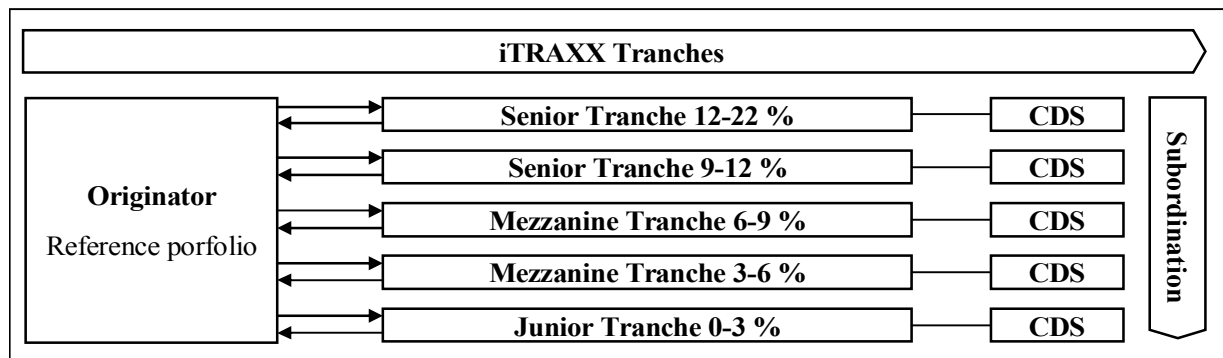 iTRAXX Tranches
Originator
Reference porfolio
Senior Tranche 12-22 %
CDS
Senior Tranche 9-12 %
CDS
Mezzanine Tranche 6-9 %
CDS
Mezzanine Tranche 3-6 %
CDS
Junior Tranche 0-3 %
CDS
Subordination